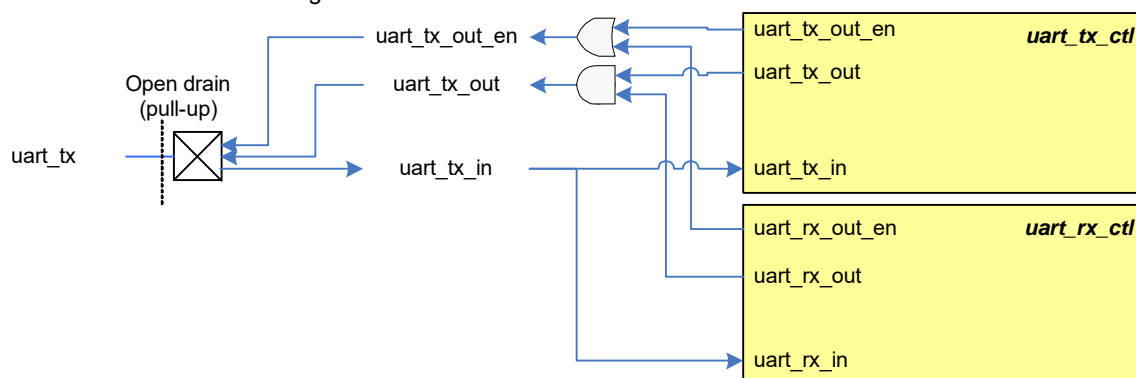 uart_tx_out_en
uart_tx_out_en
uart_tx_ctl
Open drain
(pull-up)
uart_tx_out
uart_tx_out
uart_tx
uart_tx_in
uart_tx_in
uart_rx_out_en
uart_rx_ctl
uart_rx_out
uart_rx_in